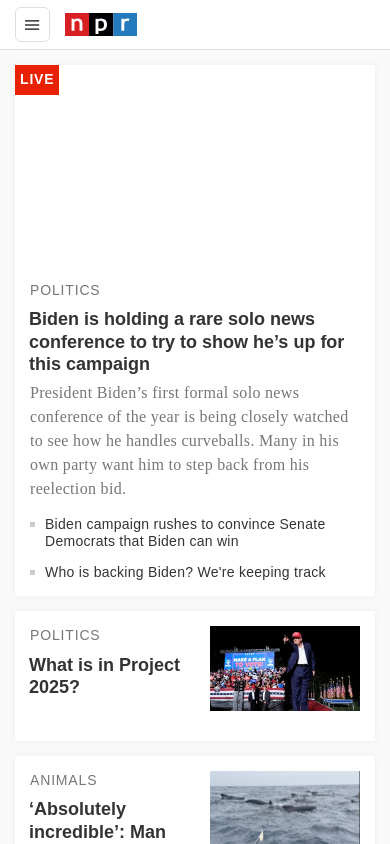 npr
LIVE
POLITICS
Biden is holding a rare solo news
conference to try to show he’s up for
this campaign
President Biden’s first formal solo news
conference of the year is being closely watched
to see how he handles curveballs. Many in his
own party want him to step back from his
reelection bid.
Biden campaign rushes to convince Senate
Democrats that Biden can win
Who is backing Biden? We're keeping track
POLITICS
What is in Project
2025?
MAKE A PLAN
TO VOTE
ANIMALS
‘Absolutely
incredible’: Man